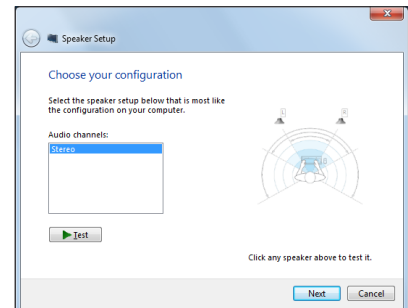 Speaker Setup
Choose your configuration
Select the speaker setup below that is most like
the configuration on your computer.
Audio channels:
Stereo
L
R
Test
Click any speaker above to test it.
Next
Cancel